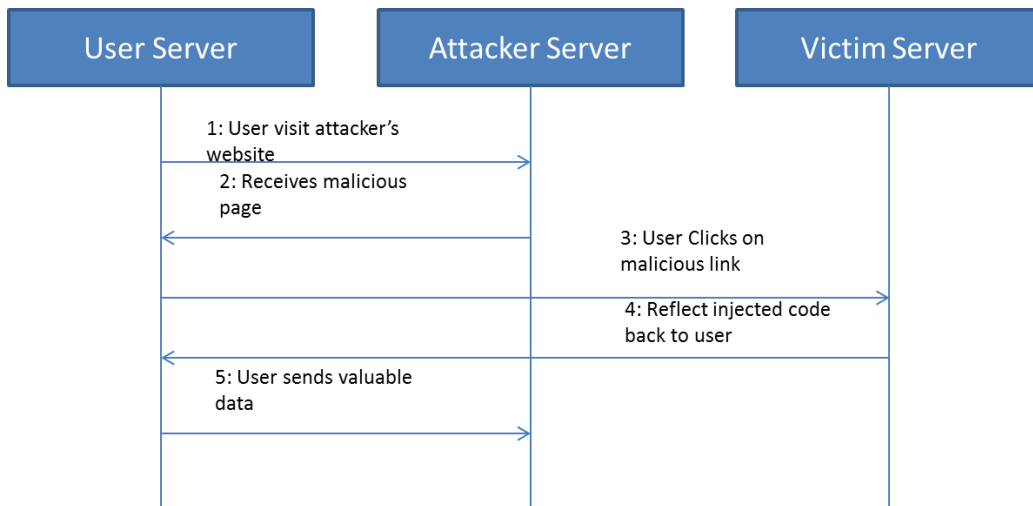 User Server
Attacker Server
Victim Server
1: User visit attacker’s
website
2: Receives malicious
page
3: User Clicks on
malicious link
4: Reflect injected code
back to user
5: User sends valuable
data